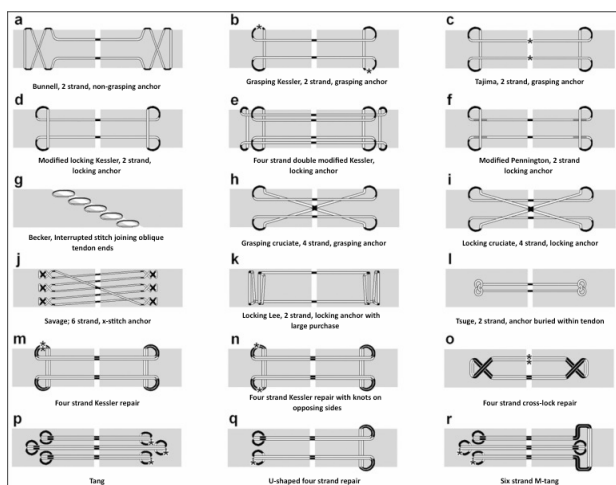 a
b
c
Bunnell, 2 strand, non-grasping anchor
Grasping Kessler, 2 strand, grasping anchor
Tajima, 2 strand, grasping anchor
d
e
f
Modified locking Kessler, 2 strand,
locking anchor
Four strand double modified Kessler,
locking anchor
Modified Pennington, 2 strand
locking anchor
g
h
i
Becker, Interrupted stitch joining oblique
tendon ends
Grasping cruciate, 4 strand, grasping anchor
Locking cruciate, 4 strand, locking anchor
j
k
l
Savage; 6 strand, x-stitch anchor
Locking Lee, 2 strand, locking anchor with
large purchase
Tsuge, 2 strand, anchor buried within tendon
m
n
o
Four strand Kessler repair
Four strand Kessler repair with knots on
opposing sides
Four strand cross-lock repair
p
q
r
Tang
U-shaped four strand repair
Six strand M-tang